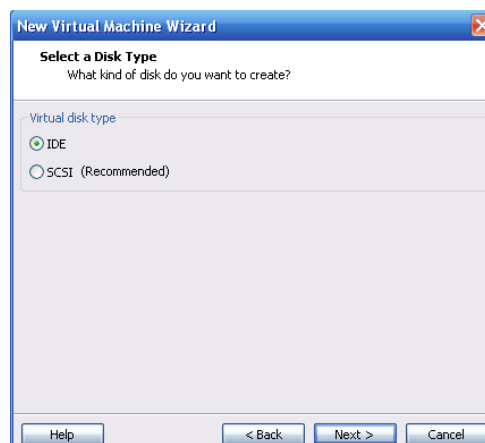 New Virtual Machine Wizard
Select a Disk Type
What kind of disk do you want to create?
Virtual disk type
IDE
SCSI (Recommended)
Help
< Back
Next >
Cancel